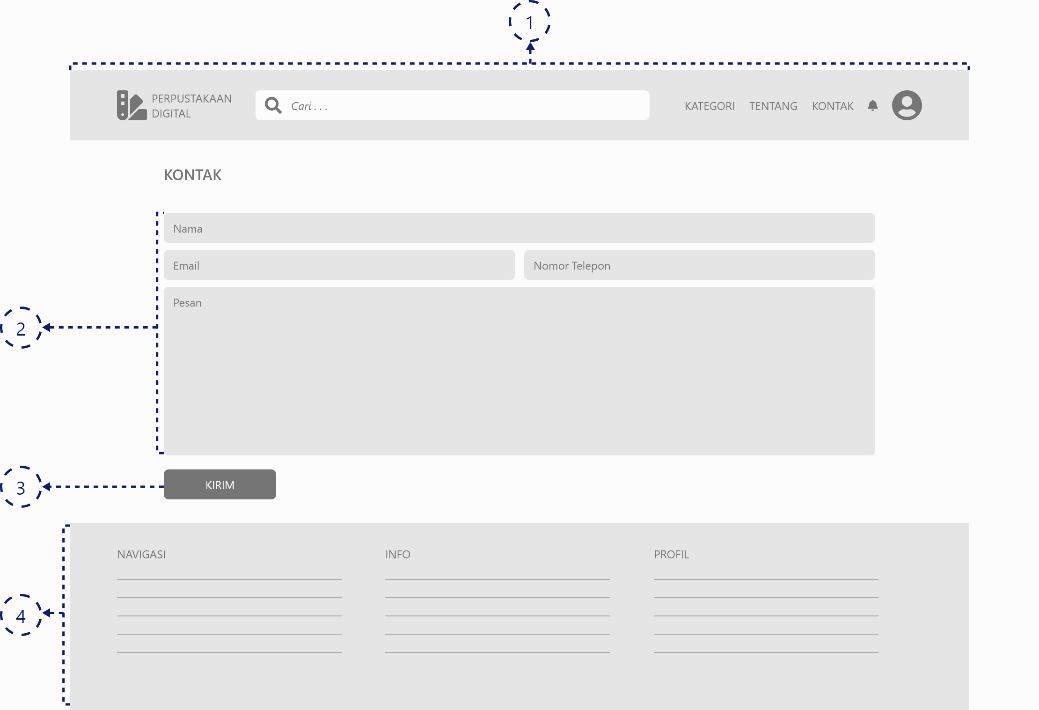 1
PERPUSTAKAAN
DIGITAL
Cari . . .
KATEGORI TENTANG KONTAK
KONTAK
Nama
Email Nomor Telepon
Pesan
2
KIRIM
3
NAVIGASI INFO PROFIL
4